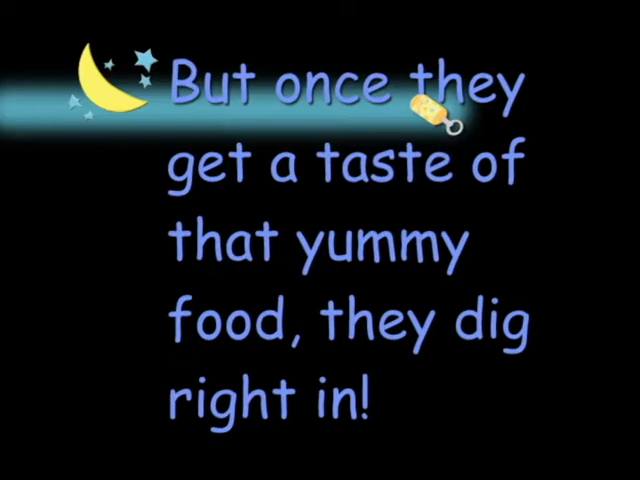 But once they
get a taste of
that yummy
food, they dig
right in!